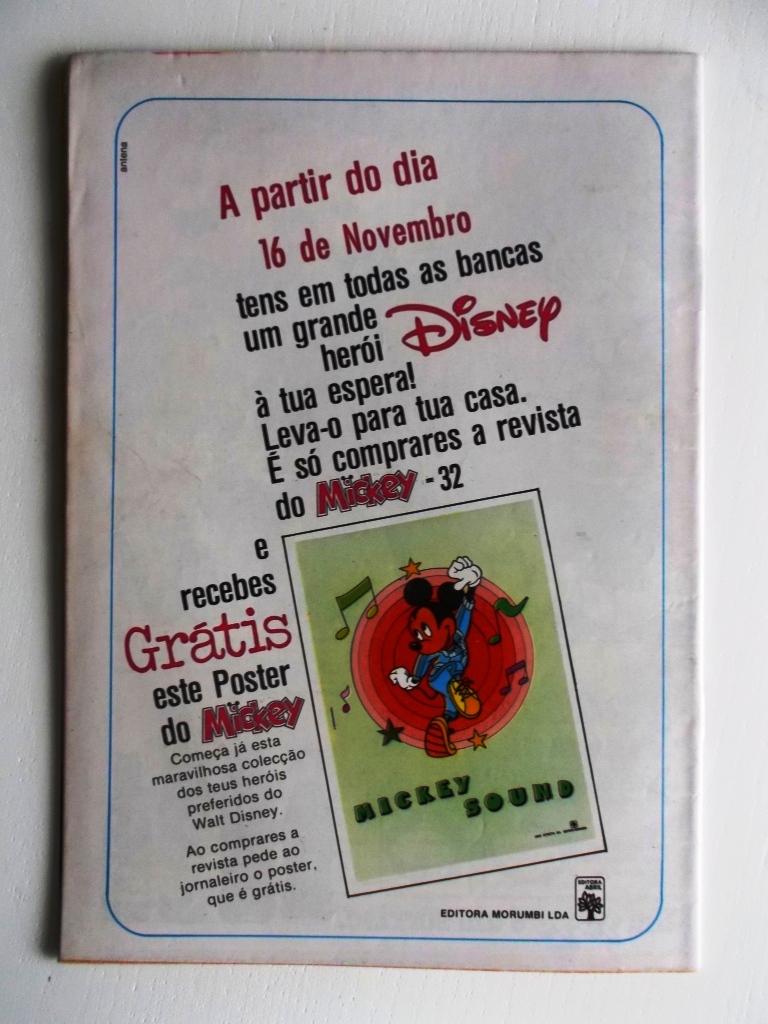 antena
A partir do dia
16 de Novembro
tens em todas as bancas
um grande Disney
herói
à tua espera!
Leva-o para tua casa.
É só comprares a revista
do Mickey - 32
e
recebes
Grátis
este Poster
do Mickey
Começa já esta
maravilhosa colecção
dos teus heróis
preferidos do
Walt Disney.
Ao comprares a
revista pede ao
jornaleiro o poster,
que é grátis.
MICKEY
SOUND
EDITORA MORUMBI LDA
EDITORA
ABRIL